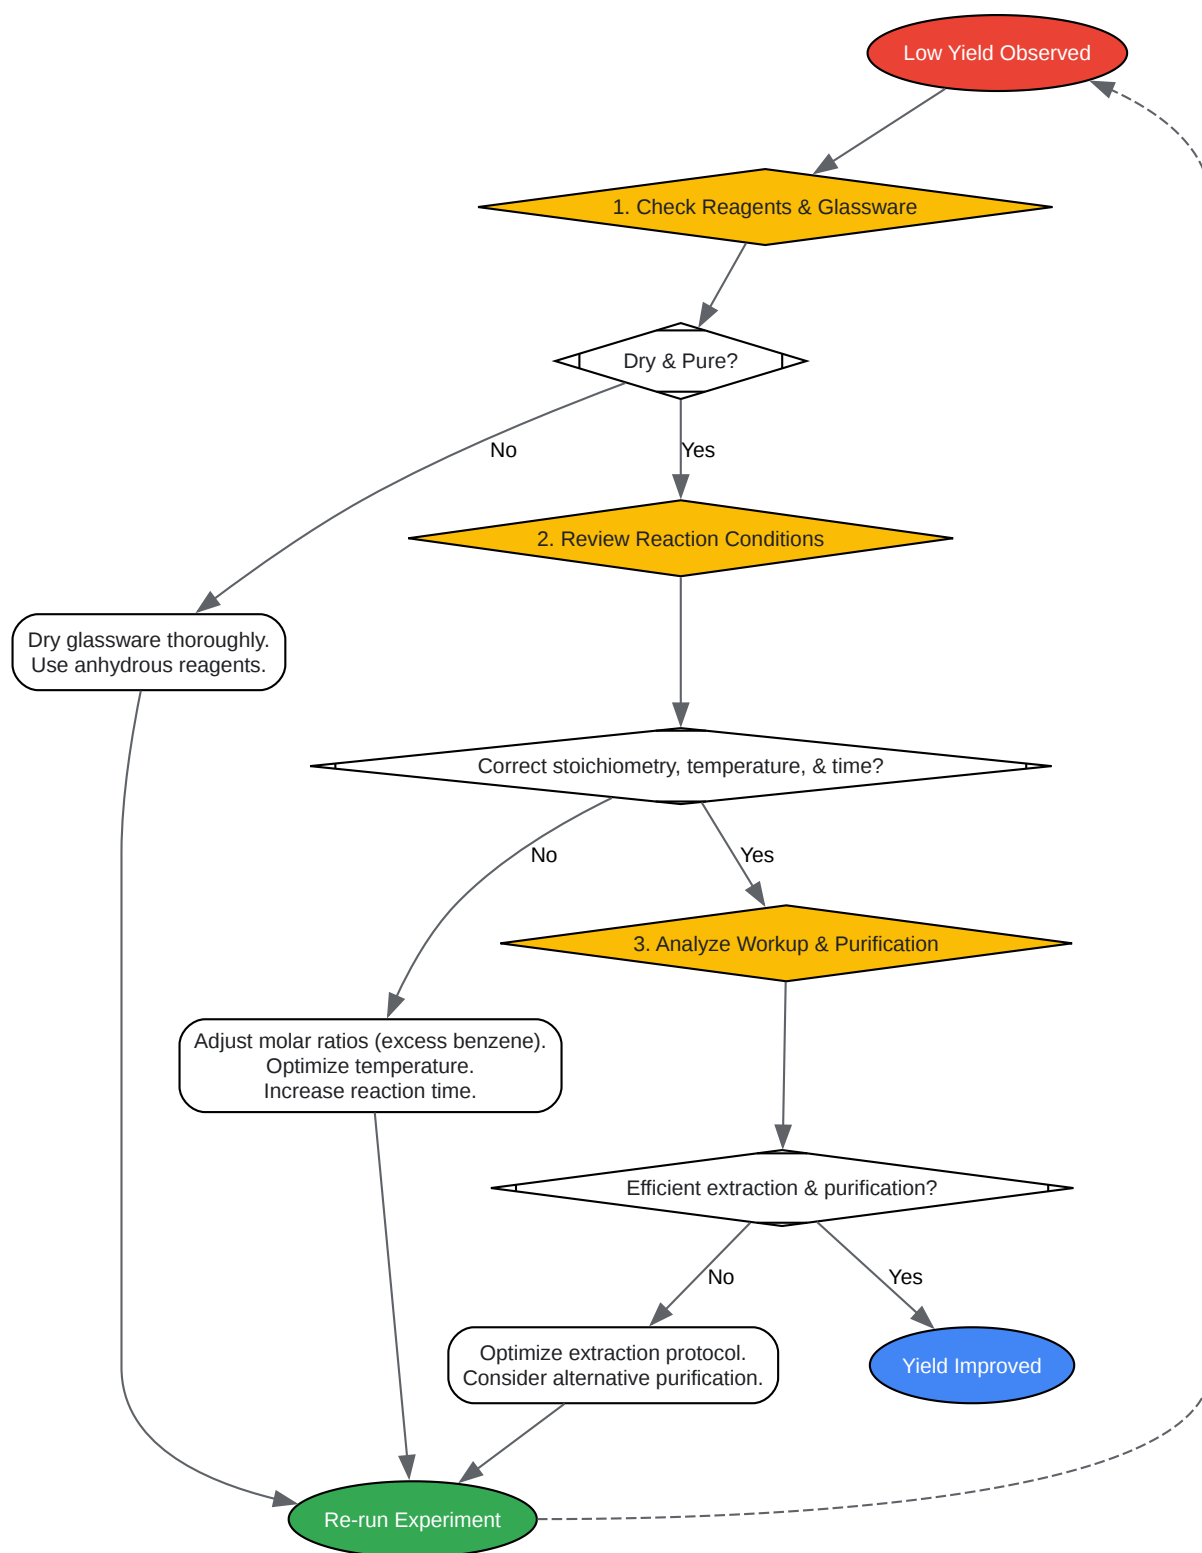 Low Yield Observed
1. Check Reagents & Glassware
Dry & Pure?
No
Yes
2. Review Reaction Conditions
Dry glassware thoroughly.
Use anhydrous reagents.
Correct stoichiometry, temperature, & time?
No
Yes
3. Analyze Workup & Purification
Adjust molar ratios (excess benzene).
Optimize temperature.
Increase reaction time.
Efficient extraction & purification?
No
Yes
Optimize extraction protocol.
Consider alternative purification.
Yield Improved
Re-run Experiment